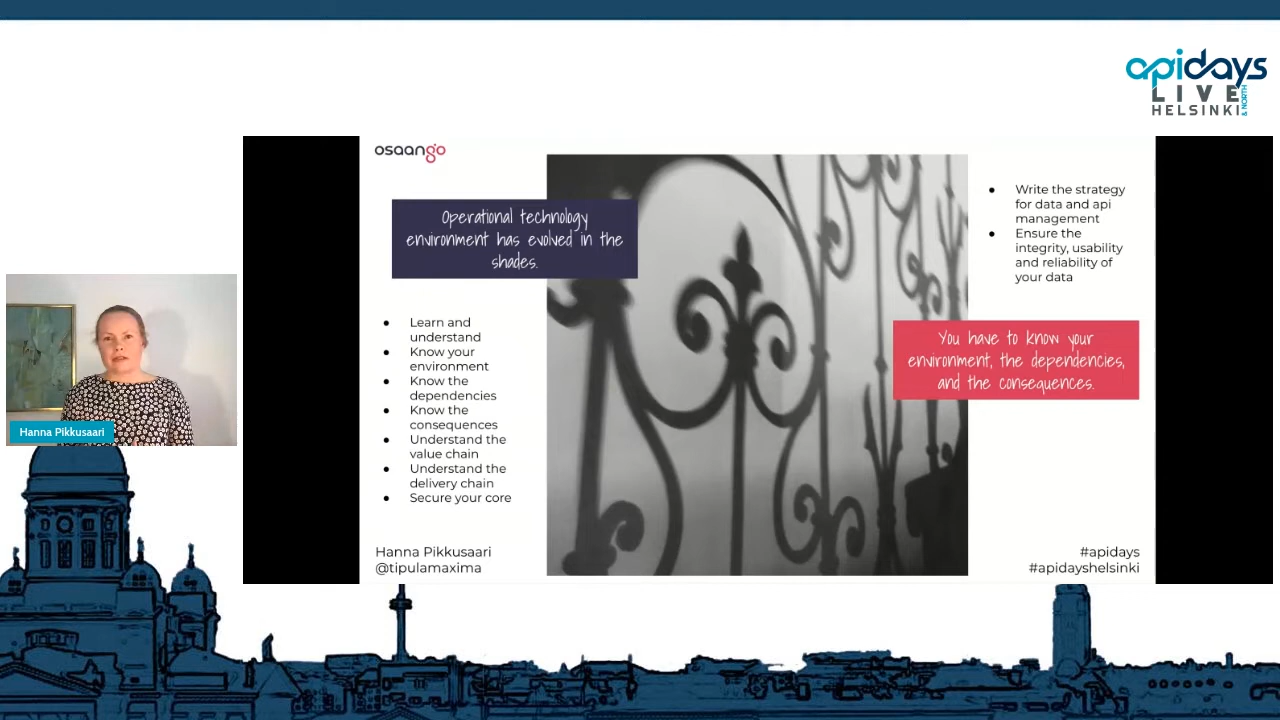 apidays
LIVE
HELSINKI
& NORTH
osaango
Operational technology
environment has evolved in the
shades.
● Learn and
understand
● Know your
environment
● Know the
dependencies
● Know the
consequences
● Understand the
value chain
● Understand the
delivery chain
● Secure your core
Hanna Pikkusaari
@tipulamaxima
● Write the strategy
for data and api
management
● Ensure the
integrity, usability
and reliability of
your data
You have to know your
environment, the dependencies,
and the consequences.
#apidays
#apidayshelsinki
Hanna Pikkusaari